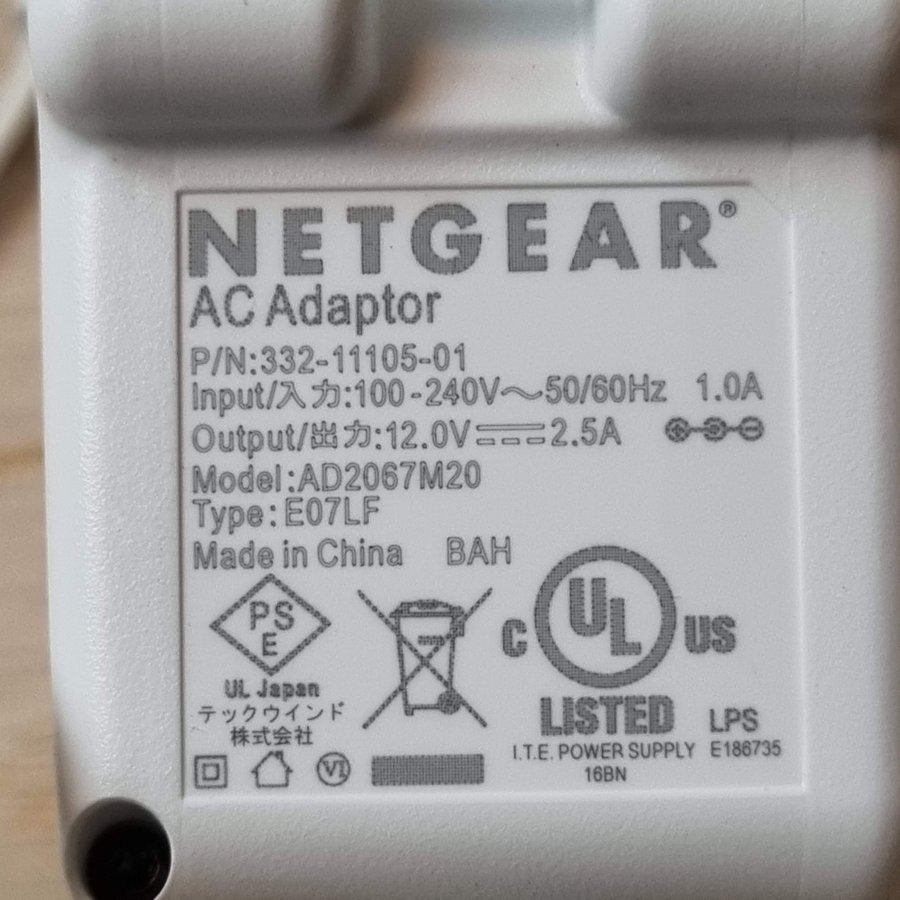 NETGEAR®
AC Adaptor
P/N:332-11105-01
Input/入力:100-240V～50/60Hz 1.0A
Output/出力:12.0V⎓2.5A
Model:AD2067M20
Type:E07LF
Made in China BAH
PS
E
UL Japan
テックウインド
株式会社
VI
C UL US
LISTED LPS
I.T.E. POWER SUPPLY E186735
16BN